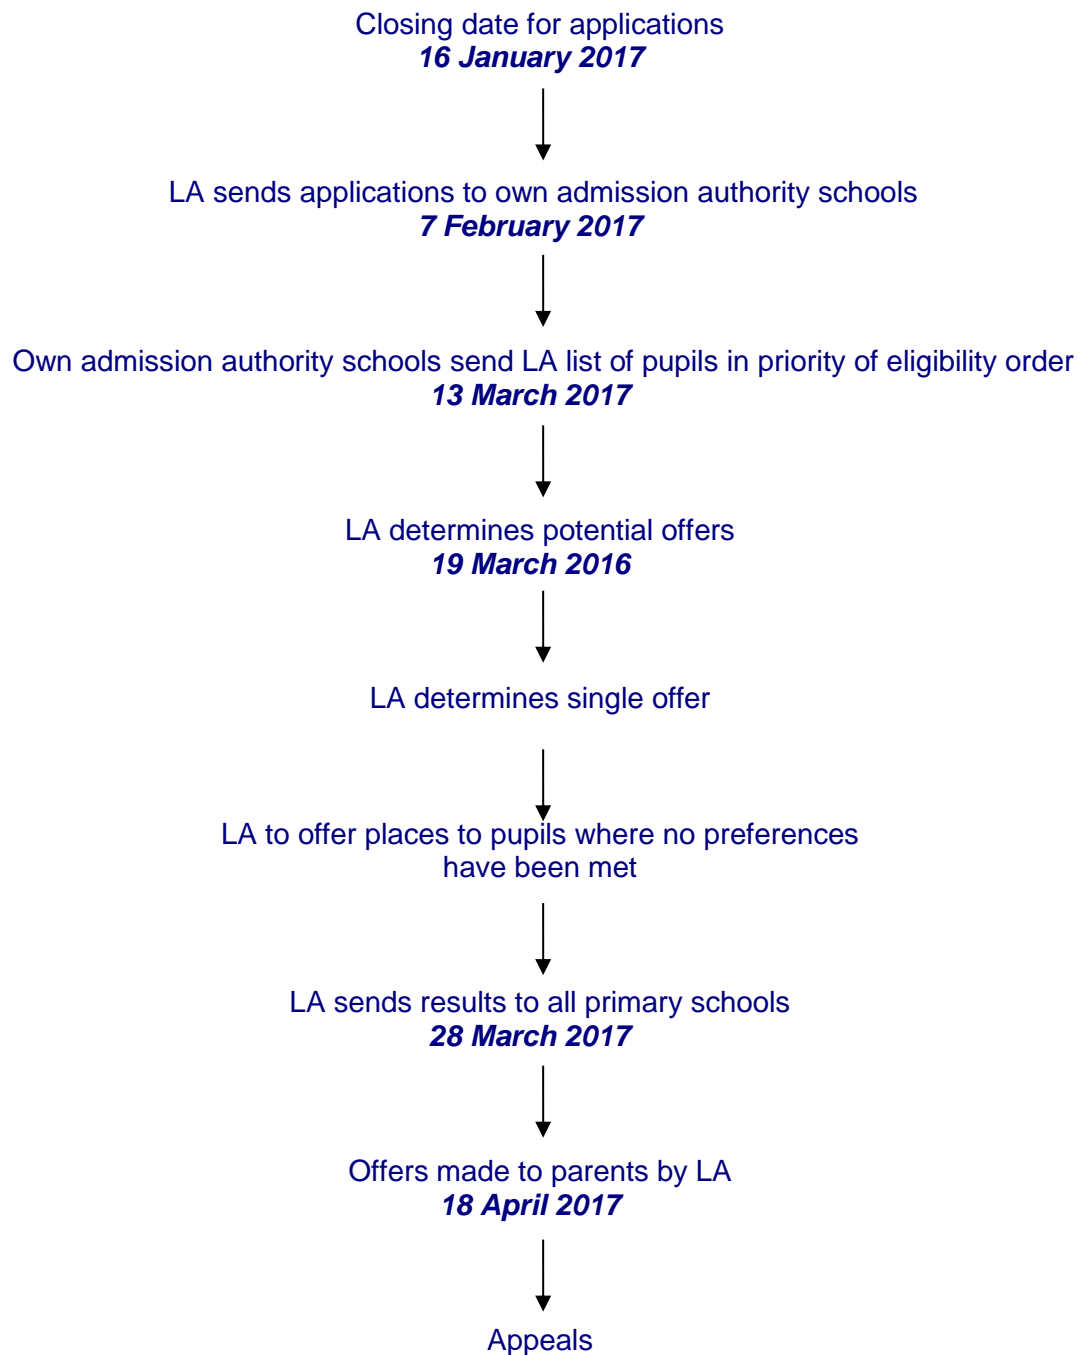 Closing date for applications
16 January 2017
LA sends applications to own admission authority schools
7 February 2017
Own admission authority schools send LA list of pupils in priority of eligibility order
13 March 2017
LA determines potential offers
19 March 2016
LA determines single offer
LA to offer places to pupils where no preferences
have been met
LA sends results to all primary schools
28 March 2017
Offers made to parents by LA
18 April 2017
Appeals